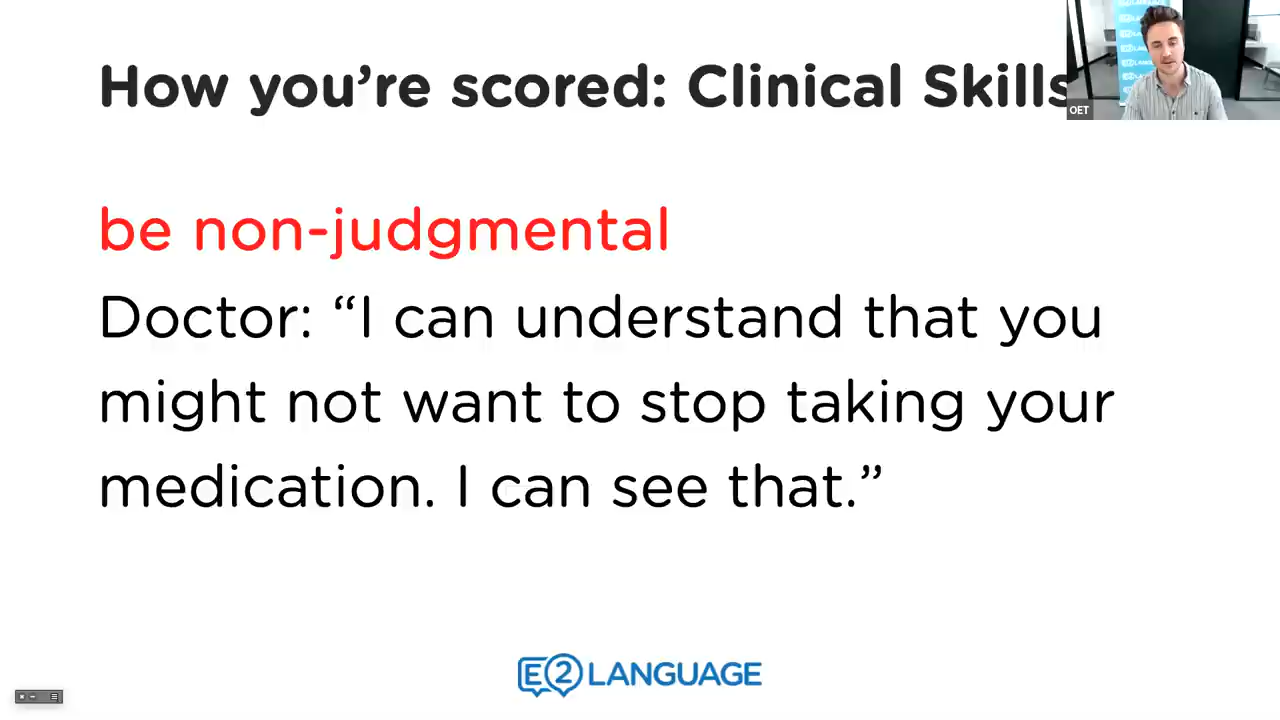 How you're scored: Clinical Skills
OET
be non-judgmental
Doctor: “I can understand that you
might not want to stop taking your
medication. I can see that.”
E2 LANGUAGE